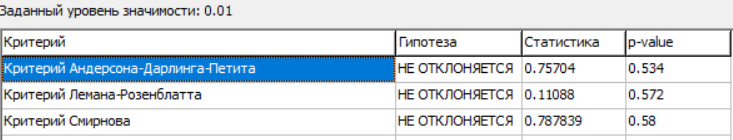 Заданный уровень значимости: 0.01
Критерий Гипотеза Статистика p-value
Критерий Андерсона-Дарлинга-Петита НЕ ОТКЛОНЯЕТСЯ 0.75704 0.534
Критерий Лемана-Розенблатта НЕ ОТКЛОНЯЕТСЯ 0.11088 0.572
Критерий Смирнова НЕ ОТКЛОНЯЕТСЯ 0.787839 0.58